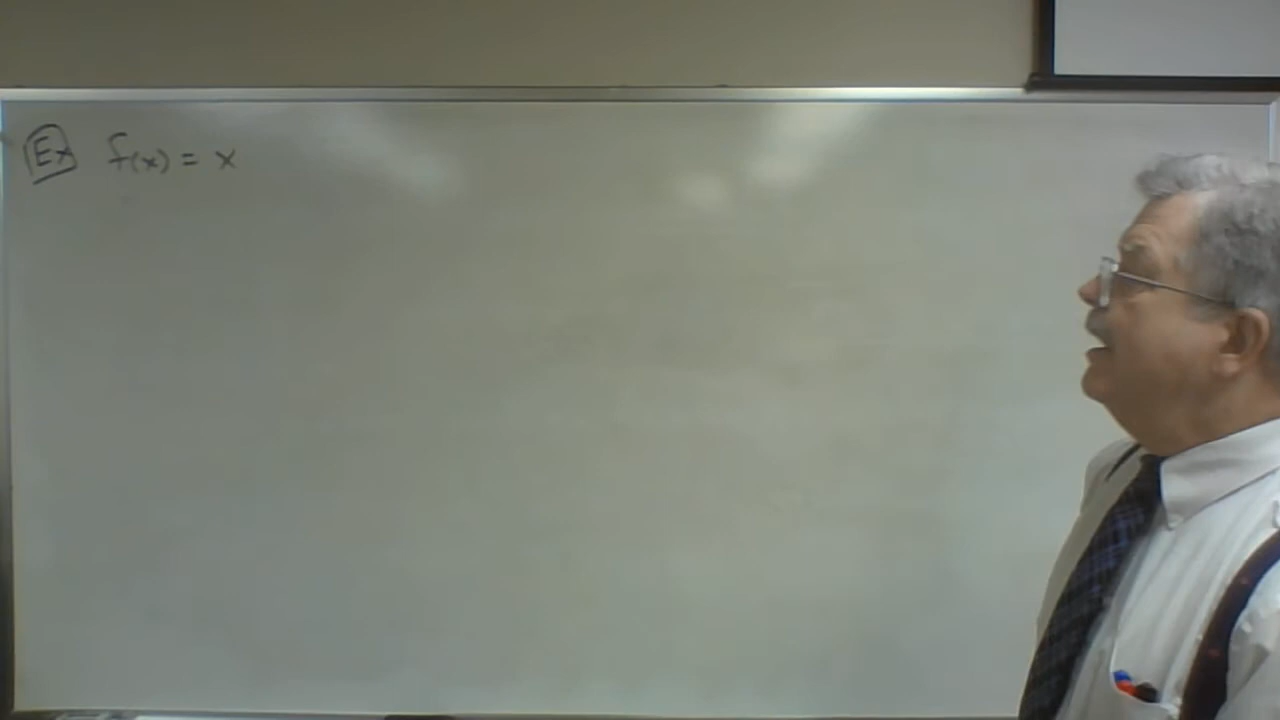 Ex f(x) = x